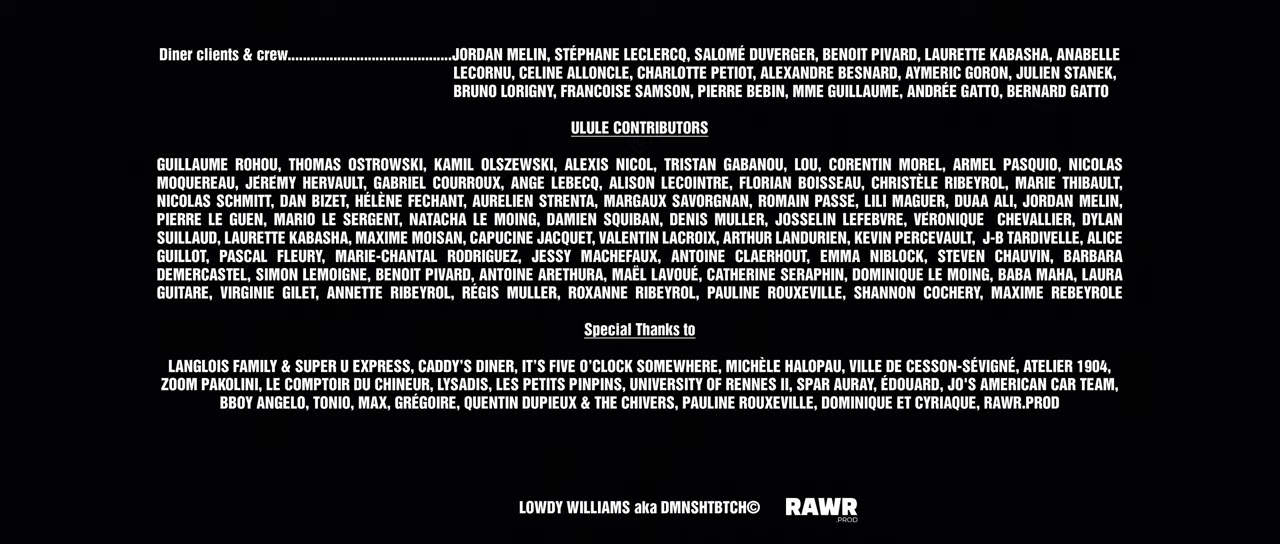 Diner clients & crew...........................................JORDAN MELIN, STÉPHANE LECLERCQ, SALOMÉ DUVERGER, BENOIT PIVARD, LAURETTE KABASHA, ANABELLE
LECORNU, CELINE ALLONCLE, CHARLOTTE PETIOT, ALEXANDRE BESNARD, AYMERIC GORON, JULIEN STANEK,
BRUNO LORIGNY, FRANCOISE SAMSON, PIERRE BEBIN, MME GUILLAUME, ANDRÉE GATTO, BERNARD GATTO
ULULE CONTRIBUTORS
GUILLAUME ROHOU, THOMAS OSTROWSKI, KAMIL OLSZEWSKI, ALEXIS NICOL, TRISTAN GABANOU, LOU, CORENTIN MOREL, ARMEL PASQUIO, NICOLAS
MOQUEREAU, JÉRÉMY HERVAULT, GABRIEL COURROUX, ANGE LEBECQ, ALISON LECOINTRE, FLORIAN BOISSEAU, CHRISTÈLE RIBEYROL, MARIE THIBAULT,
NICOLAS SCHMITT, DAN BIZET, HÉLÈNE FECHANT, AURELIEN STRENTA, MARGAUX SAVORGNAN, ROMAIN PASSÉ, LILI MAGUER, DUAA ALI, JORDAN MELIN,
PIERRE LE GUEN, MARIO LE SERGENT, NATACHA LE MOING, DAMIEN SQUIBAN, DENIS MULLER, JOSSELIN LEFEBVRE, VÉRONIQUE CHEVALLIER, DYLAN
SUILLAUD, LAURETTE KABASHA, MAXIME MOISAN, CAPUCINE JACQUET, VALENTIN LACROIX, ARTHUR LANDURIEN, KEVIN PERCEVAULT, J-B TARDIVELLE, ALICE
GUILLOT, PASCAL FLEURY, MARIE-CHANTAL RODRIGUEZ, JESSY MACHEFAUX, ANTOINE CLAERHOUT, EMMA NIBLOCK, STEVEN CHAUVIN, BARBARA
DEMERCASTEL, SIMON LEMOIGNE, BENOIT PIVARD, ANTOINE ARETHURA, MAËL LAVOUÉ, CATHERINE SERAPHIN, DOMINIQUE LE MOING, BABA MAHA, LAURA
GUITARE, VIRGINIE GILET, ANNETTE RIBEYROL, RÉGIS MULLER, ROXANNE RIBEYROL, PAULINE ROUXEVILLE, SHANNON COCHERY, MAXIME REBEYROLE
Special Thanks to
LANGLOIS FAMILY & SUPER U EXPRESS, CADDY'S DINER, IT'S FIVE O'CLOCK SOMEWHERE, MICHÈLE HALOPAU, VILLE DE CESSON-SÉVIGNÉ, ATELIER 1904,
ZOOM PAKOLINI, LE COMPTOIR DU CHINEUR, LYSADIS, LES PETITS PINPINS, UNIVERSITY OF RENNES II, SPAR AURAY, ÉDOUARD, JO'S AMERICAN CAR TEAM,
BBOY ANGELO, TONIO, MAX, GRÉGOIRE, QUENTIN DUPIEUX & THE CHIVERS, PAULINE ROUXEVILLE, DOMINIQUE ET CYRIAQUE, RAWR.PROD
LOWDY WILLIAMS aka DMNSHTBTCH© RAWR
.PROD